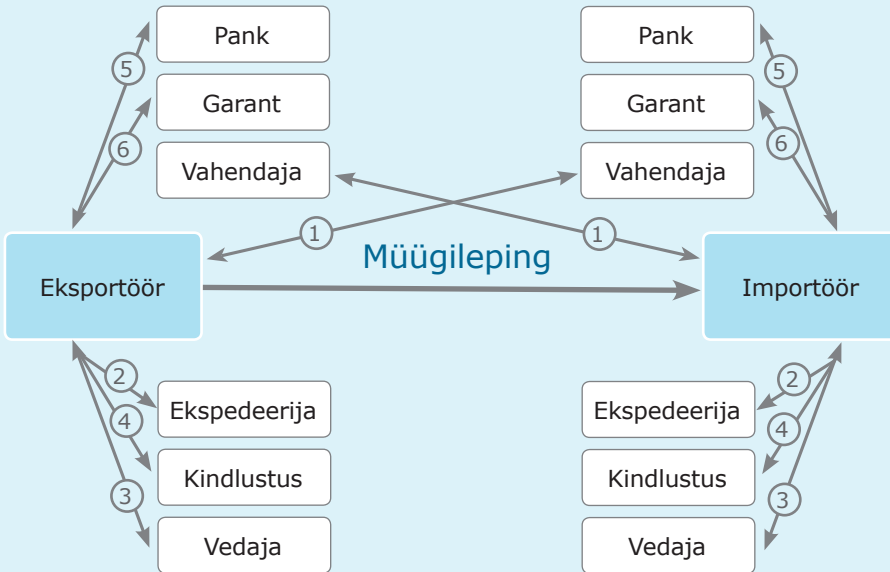 Pank
Pank
5
5
Garant
Garant
6
6
Vahendaja
Vahendaja
1
1
Müügileping
Eksportöör
Importöör
2
2
Ekspedeerija
Ekspedeerija
4
4
Kindlustus
Kindlustus
3
3
Vedaja
Vedaja